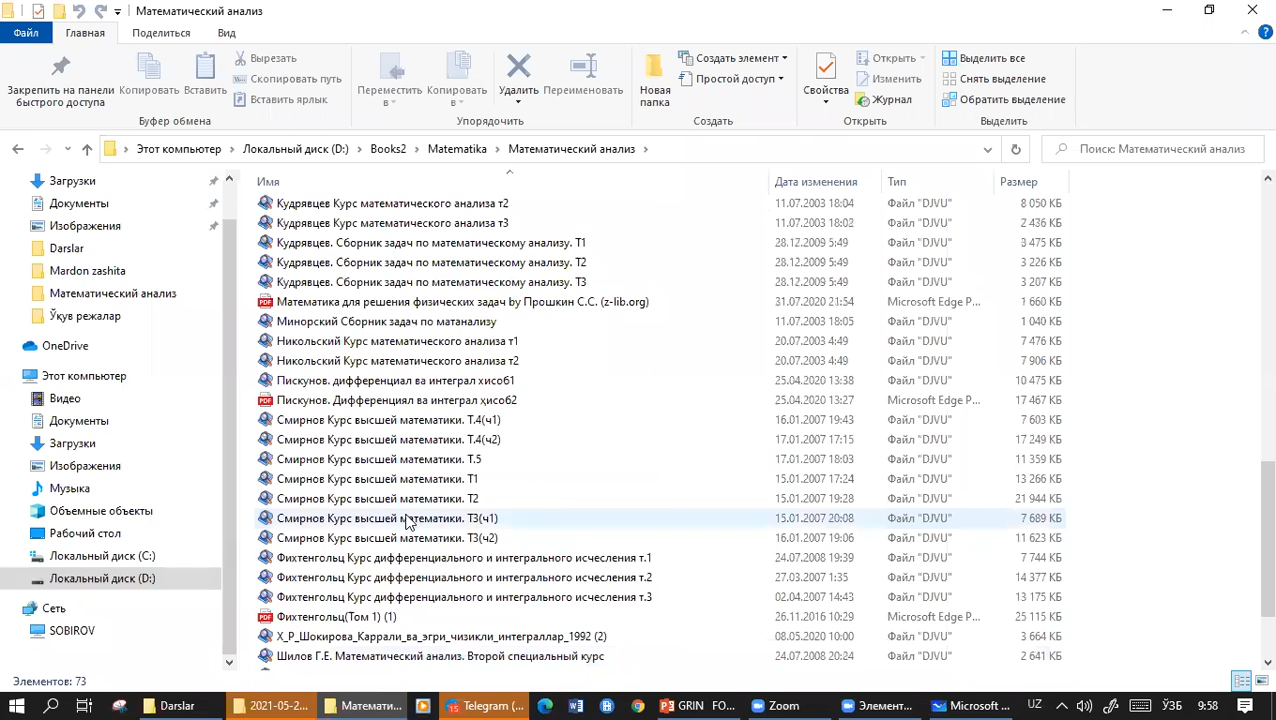 Математический анализ
Файл
Главная
Поделиться
Вид
Закрепить на панели
быстрого доступа
Копировать
Вставить
Вырезать
Скопировать путь
Вставить ярлык
Буфер обмена
Переместить
в
Копировать
в
Удалить
Переименовать
Упорядочить
Новая
папка
Создать элемент
Простой доступ
Создать
Свойства
Открыть
Изменить
Журнал
Открыть
Выделить все
Снять выделение
Обратить выделение
Выделить
Этот компьютер
Локальный диск (D:)
Books2
Matematika
Математический анализ
Поиск: Математический анализ
Загрузки
Документы
Изображения
Darslar
Mardon zashita
Математический анализ
Ўқув режалар
OneDrive
Этот компьютер
Видео
Документы
Загрузки
Изображения
Музыка
Объемные объекты
Рабочий стол
Локальный диск (C:)
Локальный диск (D:)
Сеть
SOBIROV
Имя Дата изменения Тип Размер
Кудрявцев Курс математического анализа т2 11.07.2003 18:04 Файл "DJVU" 8 050 КБ
Кудрявцев Курс математического анализа т3 11.07.2003 18:02 Файл "DJVU" 2 436 КБ
Кудрявцев. Сборник задач по математическому анализу. Т1 28.12.2009 5:49 Файл "DJVU" 3 475 КБ
Кудрявцев. Сборник задач по математическому анализу. Т2 28.12.2009 5:49 Файл "DJVU" 3 226 КБ
Кудрявцев. Сборник задач по математическому анализу. Т3 28.12.2009 5:49 Файл "DJVU" 3 207 КБ
Математика для решения физических задач by Прошкин С.С. (z-lib.org) 31.07.2020 21:54 Microsoft Edge P... 1 660 КБ
Минорский Сборник задач по матанализу 11.07.2003 18:05 Файл "DJVU" 1 040 КБ
Никольский Курс математического анализа т1 20.07.2003 4:49 Файл "DJVU" 7 476 КБ
Никольский Курс математического анализа т2 20.07.2003 4:49 Файл "DJVU" 7 906 КБ
Пискунов. дифференциал ва интеграл хисоб1 25.04.2020 13:38 Файл "DJVU" 10 475 КБ
Пискунов. Дифференциял ва интеграл ҳисоб2 25.04.2020 13:27 Microsoft Edge P... 17 467 КБ
Смирнов Курс высшей математики. Т.4(ч1) 16.01.2007 19:43 Файл "DJVU" 7 603 КБ
Смирнов Курс высшей математики. Т.4(ч2) 17.01.2007 17:15 Файл "DJVU" 17 249 КБ
Смирнов Курс высшей математики. Т.5 17.01.2007 18:03 Файл "DJVU" 11 359 КБ
Смирнов Курс высшей математики. Т1 15.01.2007 17:24 Файл "DJVU" 13 266 КБ
Смирнов Курс высшей математики. Т2 15.01.2007 19:28 Файл "DJVU" 21 944 КБ
Смирнов Курс высшей математики. Т3(ч1) 15.01.2007 20:08 Файл "DJVU" 7 689 КБ
Смирнов Курс высшей математики. Т3(ч2) 16.01.2007 19:06 Файл "DJVU" 11 623 КБ
Фихтенгольц Курс дифференциального и интегрального исчесления т.1 24.07.2008 19:39 Файл "DJVU" 7 744 КБ
Фихтенгольц Курс дифференциального и интегрального исчесления т.2 27.03.2007 1:35 Файл "DJVU" 14 377 КБ
Фихтенгольц Курс дифференциального и интегрального исчесления т.3 02.04.2007 14:43 Файл "DJVU" 13 175 КБ
Фихтенгольц(Том 1) (1) 26.11.2016 10:29 Microsoft Edge P... 25 115 КБ
Х_Р_Шокирова_Каррали_ва_эгри_чизикли_интеграллар_1992 (2) 08.05.2020 10:00 Файл "DJVU" 3 664 КБ
Шилов Г.Е. Математический анализ. Второй специальный курс 24.07.2008 20:24 Файл "DJVU" 2 641 КБ
Элементов: 73
Darslar
2021-05-2...
Математи...
Telegram (...
GRIN FO...
Zoom
Элемент...
Microsoft ...
UZ
ЎЗБ
9:58